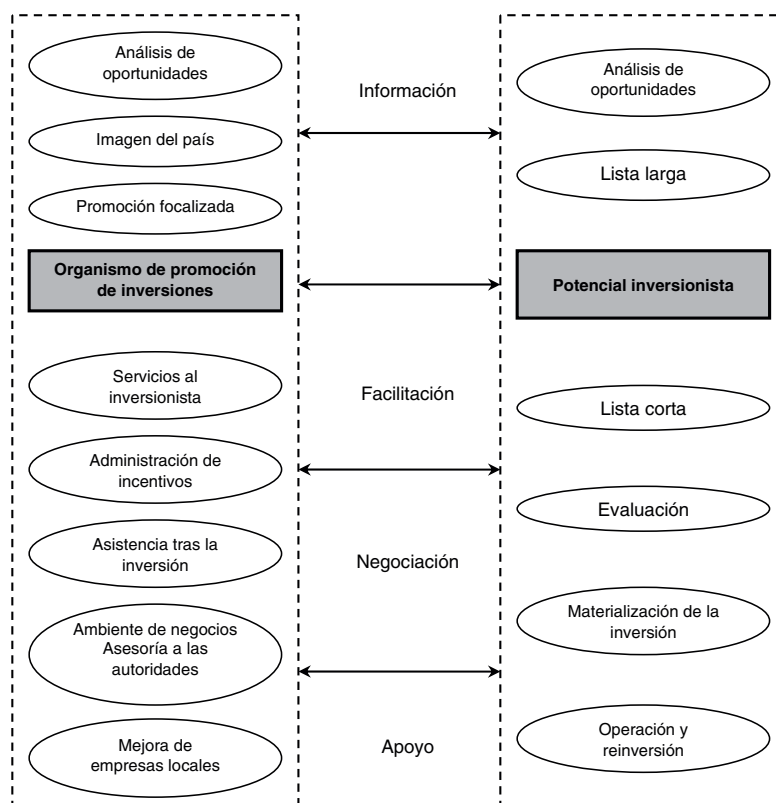 Análisis de
oportunidades
Imagen del país
Promoción focalizada
Organismo de promoción
de inversiones
Servicios al
inversionista
Administración de
incentivos
Asistencia tras la
inversión
Ambiente de negocios
Asesoría a las
autoridades
Mejora de
empresas locales
Información
Facilitación
Negociación
Apoyo
Análisis de
oportunidades
Lista larga
Potencial inversionista
Lista corta
Evaluación
Materialización de la
inversión
Operación y
reinversión